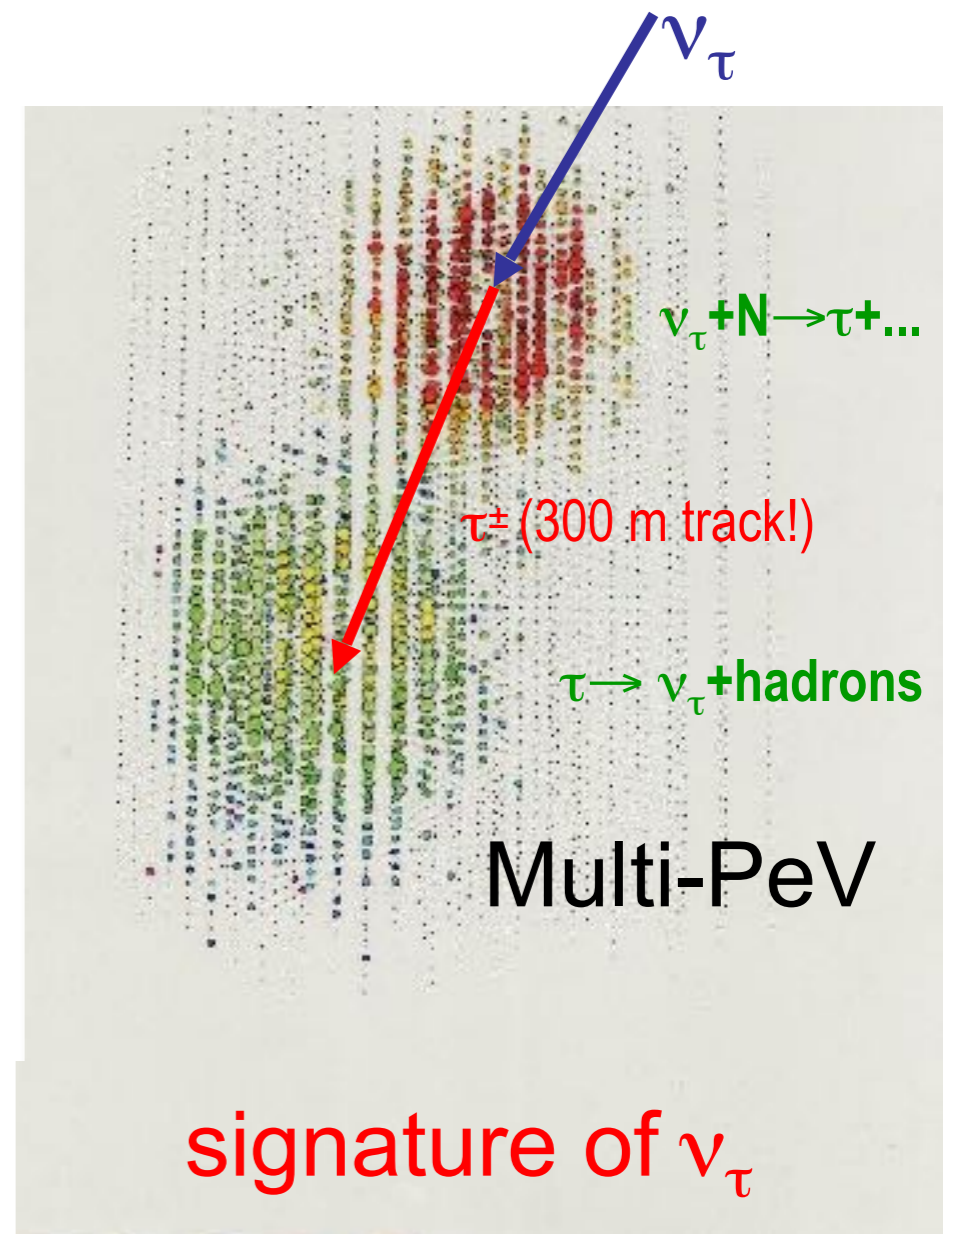 ντ
ντ+N→τ+...
τ± (300 m track!)
τ→ ντ+hadrons
Multi-PeV
signature of ντ